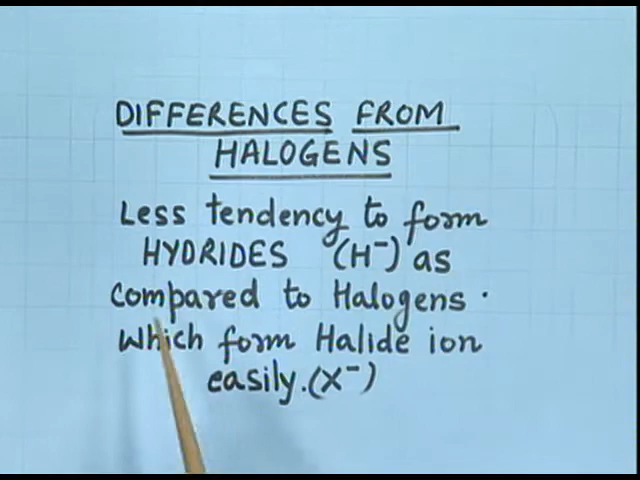 DIFFERENCES FROM
HALOGENS
Less tendency to form
HYDRIDES (H⁻) as
compared to Halogens.
Which form Halide ion
easily. (X⁻)